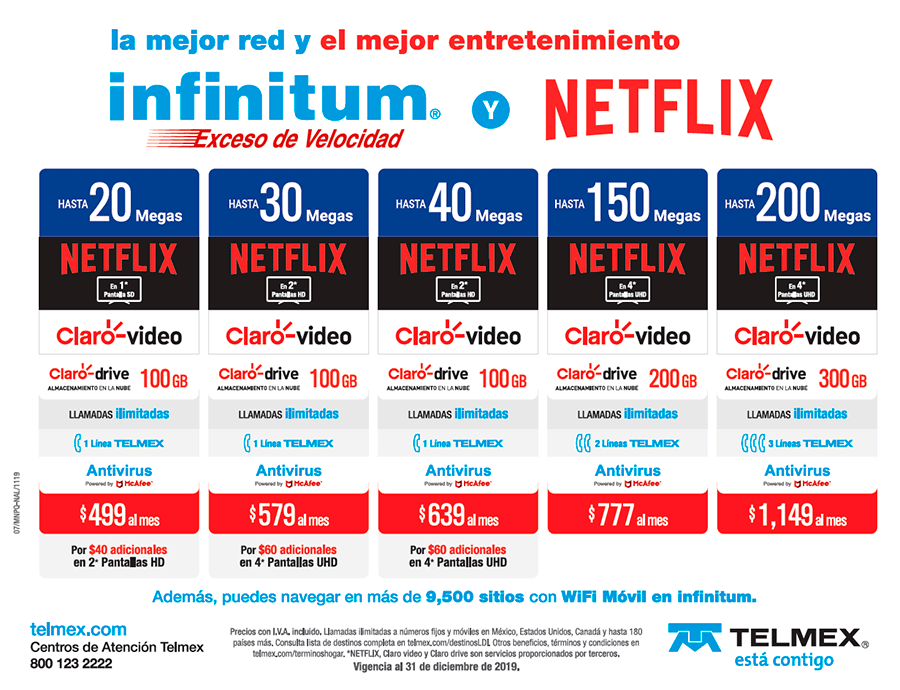 la mejor red y el mejor entretenimiento
infinitum® Y NETFLIX
Exceso de Velocidad
HASTA 20 Megas
NETFLIX
En 1*
Pantallas SD
Claro-video
Claro-drive 100 GB
ALMACENAMIENTO EN LA NUBE
LLAMADAS ilimitadas
1 Línea TELMEX
Antivirus
Powered by McAfee
$499 al mes
Por $40 adicionales
en 2* Pantallas HD
HASTA 30 Megas
NETFLIX
En 2*
Pantallas HD
Claro-video
Claro-drive 100 GB
ALMACENAMIENTO EN LA NUBE
LLAMADAS ilimitadas
1 Línea TELMEX
Antivirus
Powered by McAfee
$579 al mes
Por $60 adicionales
en 4* Pantallas UHD
HASTA 40 Megas
NETFLIX
En 2*
Pantallas HD
Claro-video
Claro-drive 100 GB
ALMACENAMIENTO EN LA NUBE
LLAMADAS ilimitadas
1 Línea TELMEX
Antivirus
Powered by McAfee
$639 al mes
Por $60 adicionales
en 4* Pantallas UHD
HASTA 150 Megas
NETFLIX
En 4*
Pantallas UHD
Claro-video
Claro-drive 200 GB
ALMACENAMIENTO EN LA NUBE
LLAMADAS ilimitadas
2 Líneas TELMEX
Antivirus
Powered by McAfee
$777 al mes
HASTA 200 Megas
NETFLIX
En 4*
Pantallas UHD
Claro-video
Claro-drive 300 GB
ALMACENAMIENTO EN LA NUBE
LLAMADAS ilimitadas
3 Líneas TELMEX
Antivirus
Powered by McAfee
$1,149 al mes
07/MNPQ-NAL/1119
Además, puedes navegar en más de 9,500 sitios con WiFi Móvil en infinitum.
telmex.com
Centros de Atención Telmex
800 123 2222
Precios con I.V.A. incluido. Llamadas ilimitadas a números fijos y móviles en México, Estados Unidos, Canadá y hasta 180
países más. Consulta lista de destinos completa en telmex.com/destinosLDI. Otros beneficios, términos y condiciones en
telmex.com/terminoshogar. *NETFLIX, Claro video y Claro drive son servicios proporcionados por terceros.
Vigencia al 31 de diciembre de 2019.
TELMEX®
está contigo